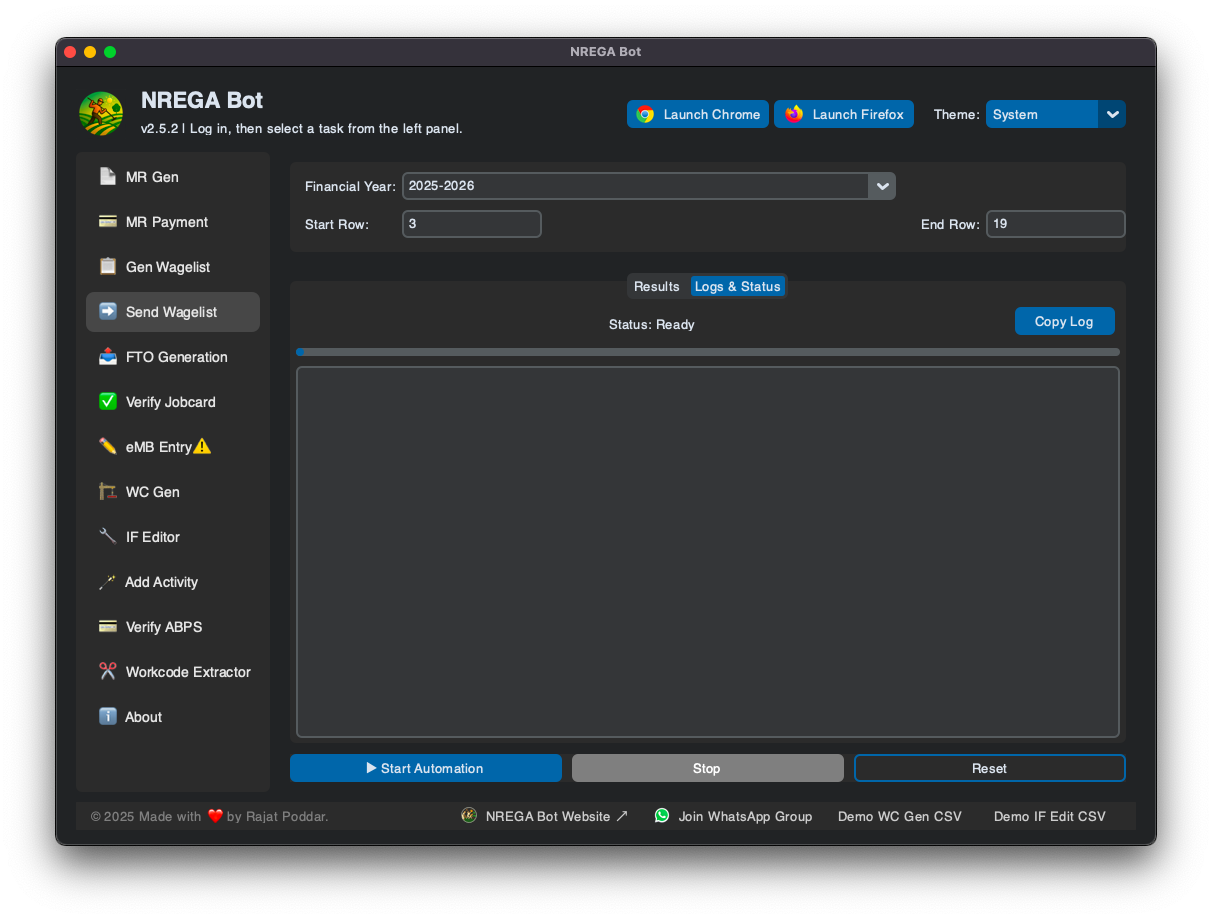 NREGA Bot
NREGA Bot
v2.5.2 | Log in, then select a task from the left panel.
Launch Chrome
Launch Firefox
Theme:
System
MR Gen
MR Payment
Gen Wagelist
Send Wagelist
FTO Generation
Verify Jobcard
eMB Entry⚠️
WC Gen
IF Editor
Add Activity
Verify ABPS
Workcode Extractor
About
Financial Year: 2025-2026
Start Row: 3
End Row: 19
Results
Logs & Status
Status: Ready
Copy Log
▶ Start Automation
Stop
Reset
© 2025 Made with ❤️ by Rajat Poddar.
NREGA Bot Website ↗
Join WhatsApp Group
Demo WC Gen CSV
Demo IF Edit CSV